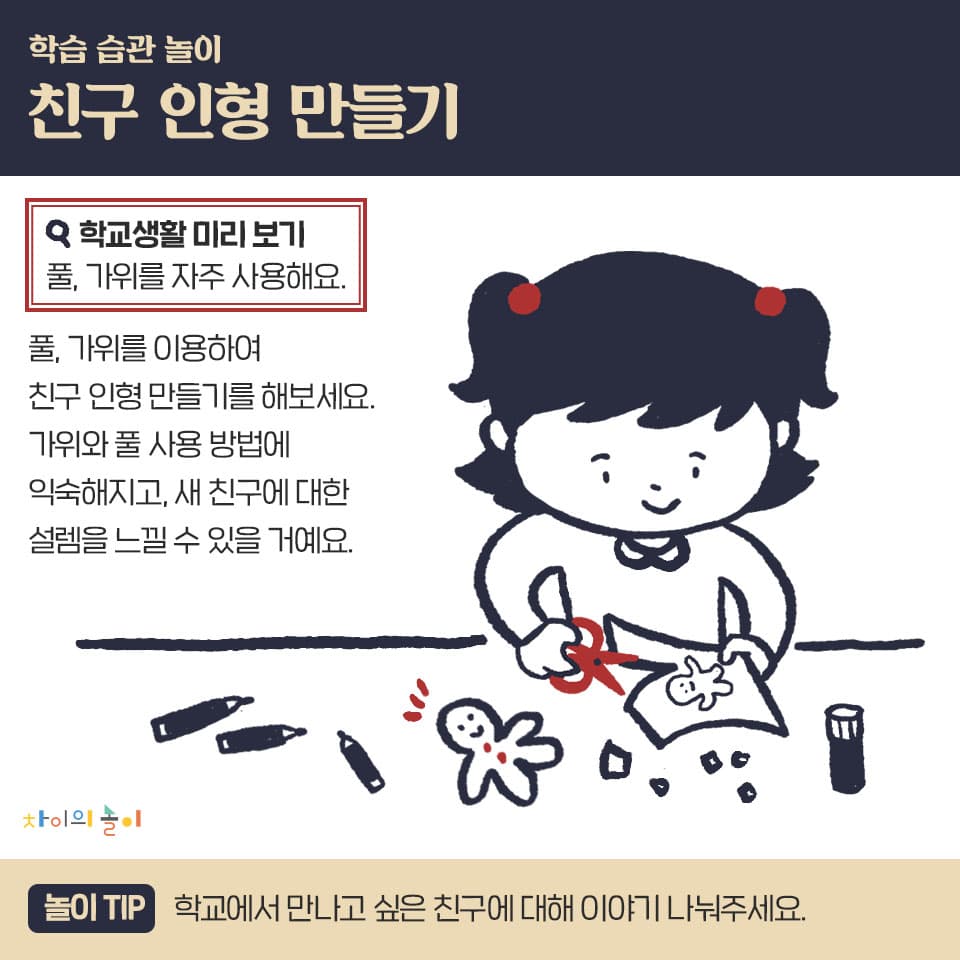 학습 습관 놀이
친구 인형 만들기
학교생활 미리 보기
풀, 가위를 자주 사용해요.
풀, 가위를 이용하여
친구 인형 만들기를 해보세요.
가위와 풀 사용 방법에
익숙해지고, 새 친구에 대한
설렘을 느낄 수 있을 거예요.
차이의 놀이
놀이 TIP 학교에서 만나고 싶은 친구에 대해 이야기 나눠주세요.